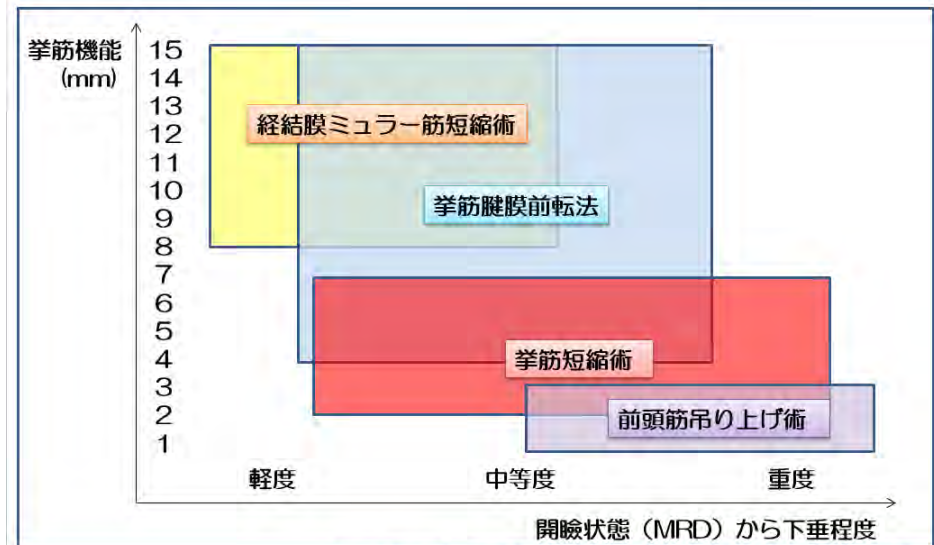 挙筋機能
(mm)
15
14
13
12
11
10
9
8
7
6
5
4
3
2
1
経結膜ミュラー筋短縮術
挙筋腱膜前転法
挙筋短縮術
前頭筋吊り上げ術
軽度 中等度 重度
開瞼状態（MRD）から下垂程度